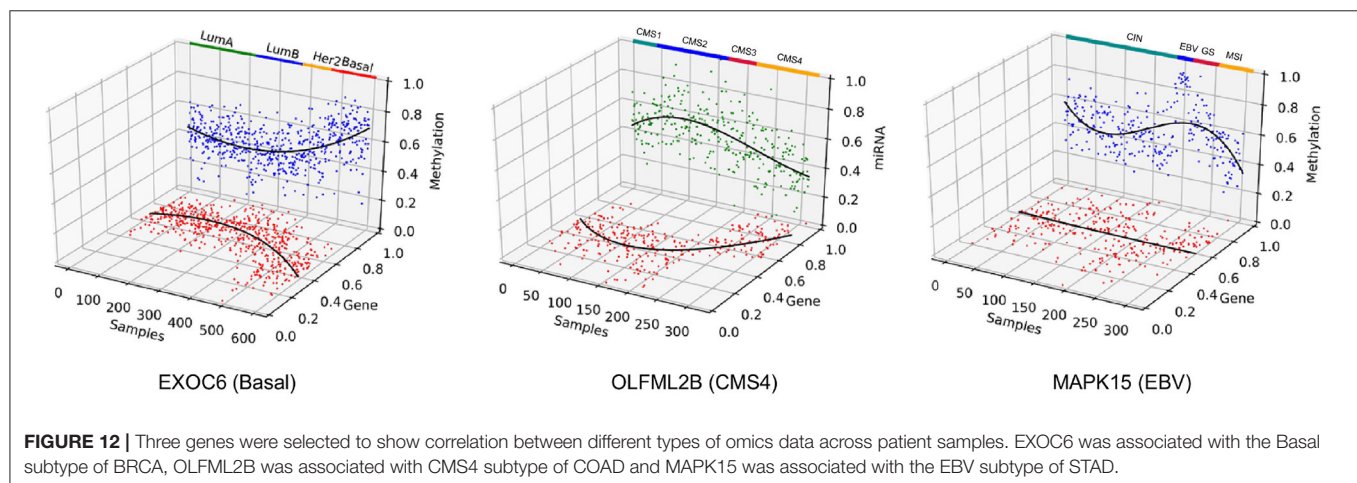 LumA
LumB
Her2Basal
1.0
0.8
0.6
0.4
0.2
0.0
Methylation
1.0
0.8
0.6
0.4
0.2
0.0
Gene
0
100
200
300
400
500
600
Samples
EXOC6 (Basal)
CMS1
CMS2
CMS3
CMS4
1.0
0.8
0.6
0.4
0.2
0.0
miRNA
1.0
0.8
0.6
0.4
0.2
0.0
Gene
0
50
100
150
200
250
300
Samples
OLFML2B (CMS4)
CIN
EBV
GS
MSI
1.0
0.8
0.6
0.4
0.2
0.0
Methylation
1.0
0.8
0.6
0.4
0.2
0.0
Gene
0
50
100
150
200
250
300
Samples
MAPK15 (EBV)
FIGURE 12 | Three genes were selected to show correlation between different types of omics data across patient samples. EXOC6 was associated with the Basal
subtype of BRCA, OLFML2B was associated with CMS4 subtype of COAD and MAPK15 was associated with the EBV subtype of STAD.